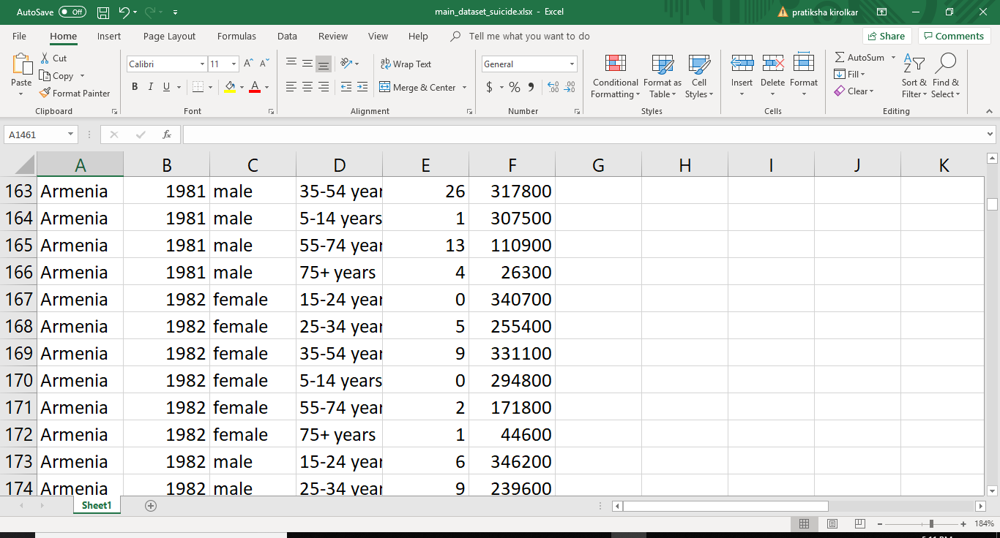 AutoSave Off main_dataset_suicide.xlsx - Excel pratiksha kirolkar
File Home Insert Page Layout Formulas Data Review View Help Tell me what you want to do Share Comments
Paste Cut Copy Format Painter
Clipboard
Calibri 11
B I U A
Font
Wrap Text
Merge & Center
Alignment
General
$ % 9
Number
Conditional Formatting Format as Table Cell Styles
Styles
Insert Delete Format
Cells
AutoSum Fill Clear Sort & Filter Find & Select
Editing
A1461 fx
A B C D E F G H I J K
163 Armenia 1981 male 35-54 year 26 317800
164 Armenia 1981 male 5-14 years 1 307500
165 Armenia 1981 male 55-74 year 13 110900
166 Armenia 1981 male 75+ years 4 26300
167 Armenia 1982 female 15-24 year 0 340700
168 Armenia 1982 female 25-34 year 5 255400
169 Armenia 1982 female 35-54 year 9 331100
170 Armenia 1982 female 5-14 years 0 294800
171 Armenia 1982 female 55-74 year 2 171800
172 Armenia 1982 female 75+ years 1 44600
173 Armenia 1982 male 15-24 year 6 346200
174 Armenia 1982 male 25-34 year 9 239600
Sheet1
184%